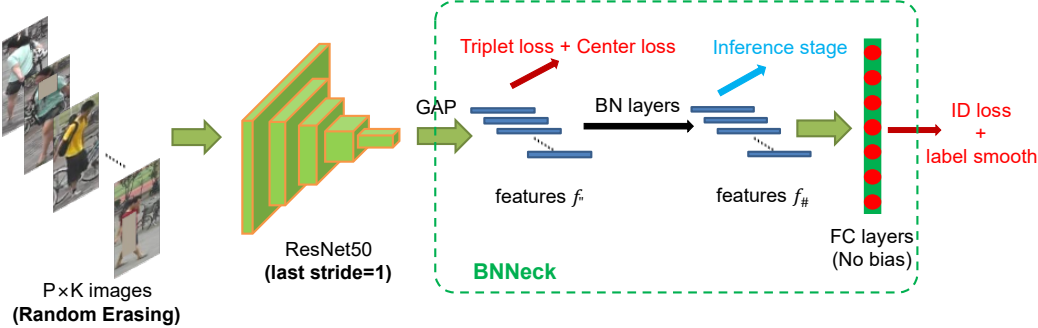 Triplet loss + Center loss
Inference stage
GAP
BN layers
ID loss
+
label smooth
features f"
features f#
ResNet50
(last stride=1)
FC layers
(No bias)
BNNeck
P×K images
(Random Erasing)